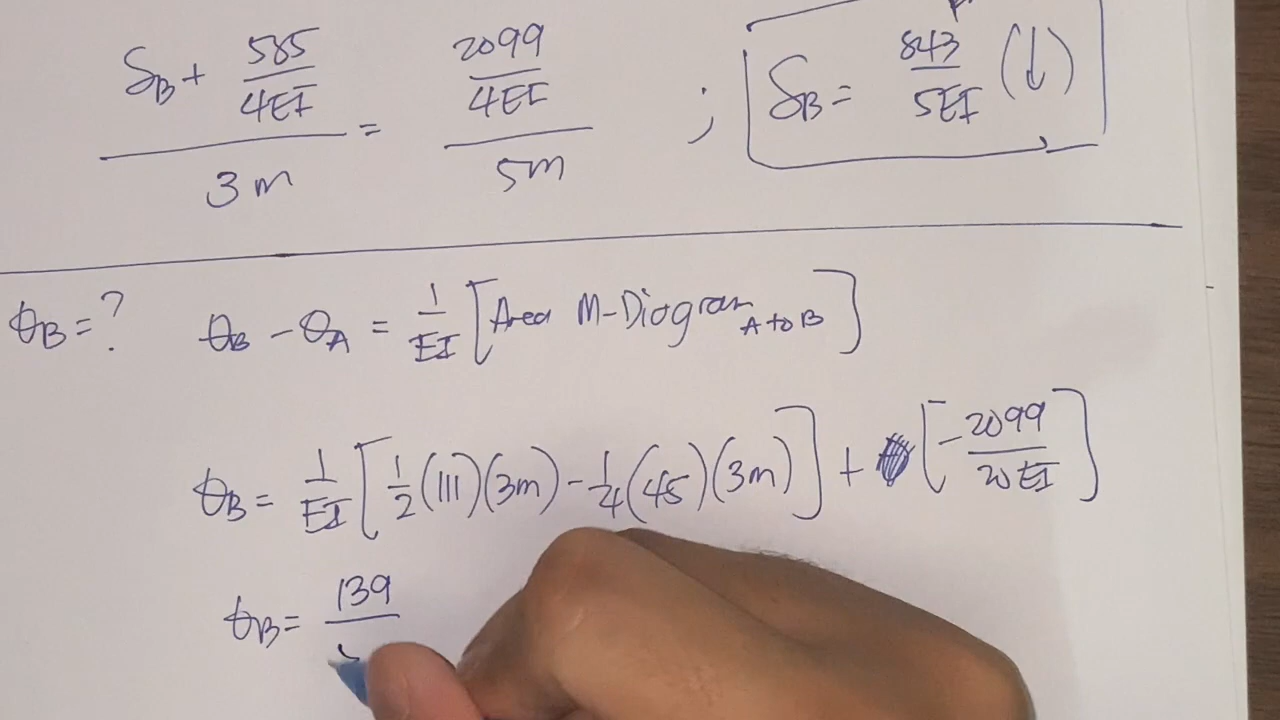 δB + 585/4EI / 3m = 2099/4EI / 5m ; δB = 843/5EI (↓)
θB = ? θB - θA = 1/EI [Area M-Diagram A to B]
θB = 1/EI [1/2 (111)(3m) - 1/4 (45)(3m)] + [-2099/20EI]
θB = 139